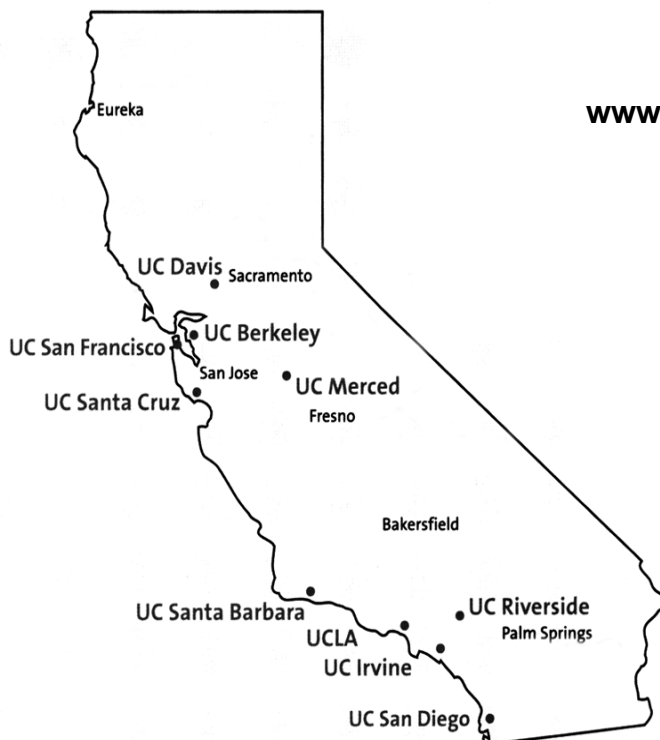 Eureka
www
UC Davis
Sacramento
UC Berkeley
UC San Francisco
San Jose
UC Merced
UC Santa Cruz
Fresno
Bakersfield
UC Santa Barbara
UC Riverside
Palm Springs
UCLA
UC Irvine
UC San Diego